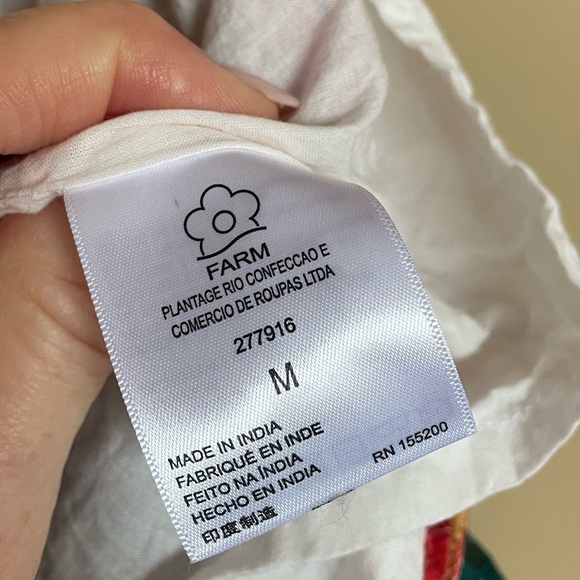 FARM
PLANTAGE RIO CONFECCAO E
COMERCIO DE ROUPAS LTDA
277916
M
MADE IN INDIA
FABRIQUÉ EN INDE
FEITO NA ÍNDIA
HECHO EN INDIA
印度制造
RN 155200